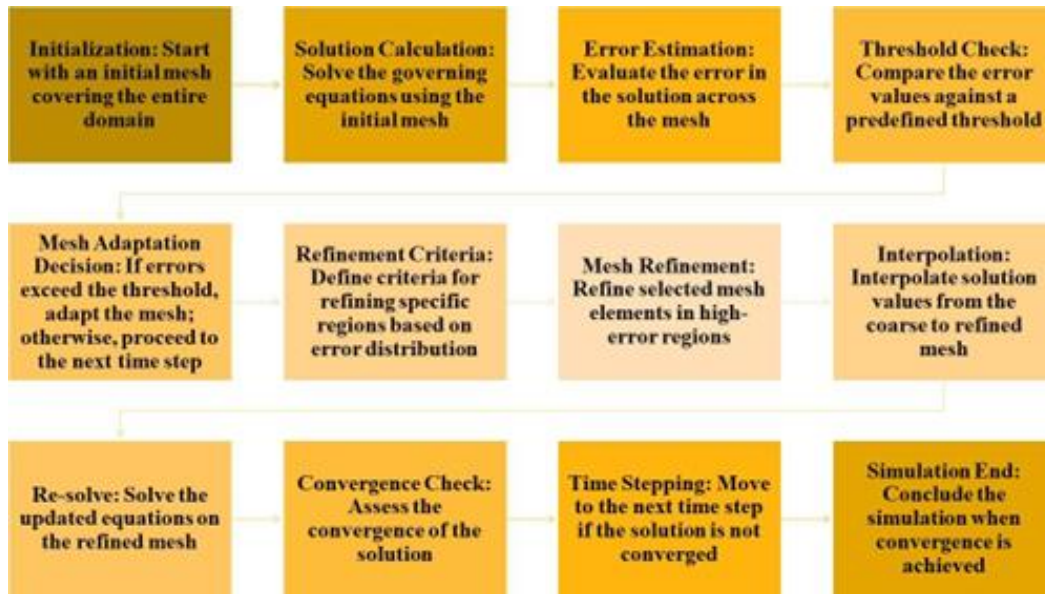 Initialization: Start
with an initial mesh
covering the entire
domain
Solution Calculation:
Solve the governing
equations using the
initial mesh
Error Estimation:
Evaluate the error in
the solution across
the mesh
Threshold Check:
Compare the error
values against a
predefined threshold
Mesh Adaptation
Decision: If errors
exceed the threshold,
adapt the mesh;
otherwise, proceed to
the next time step
Refinement Criteria:
Define criteria for
refining specific
regions based on
error distribution
Mesh Refinement:
Refine selected mesh
elements in high-
error regions
Interpolation:
Interpolate solution
values from the
coarse to refined
mesh
Re-solve: Solve the
updated equations on
the refined mesh
Convergence Check:
Assess the
convergence of the
solution
Time Stepping: Move
to the next time step
if the solution is not
converged
Simulation End:
Conclude the
simulation when
convergence is
achieved